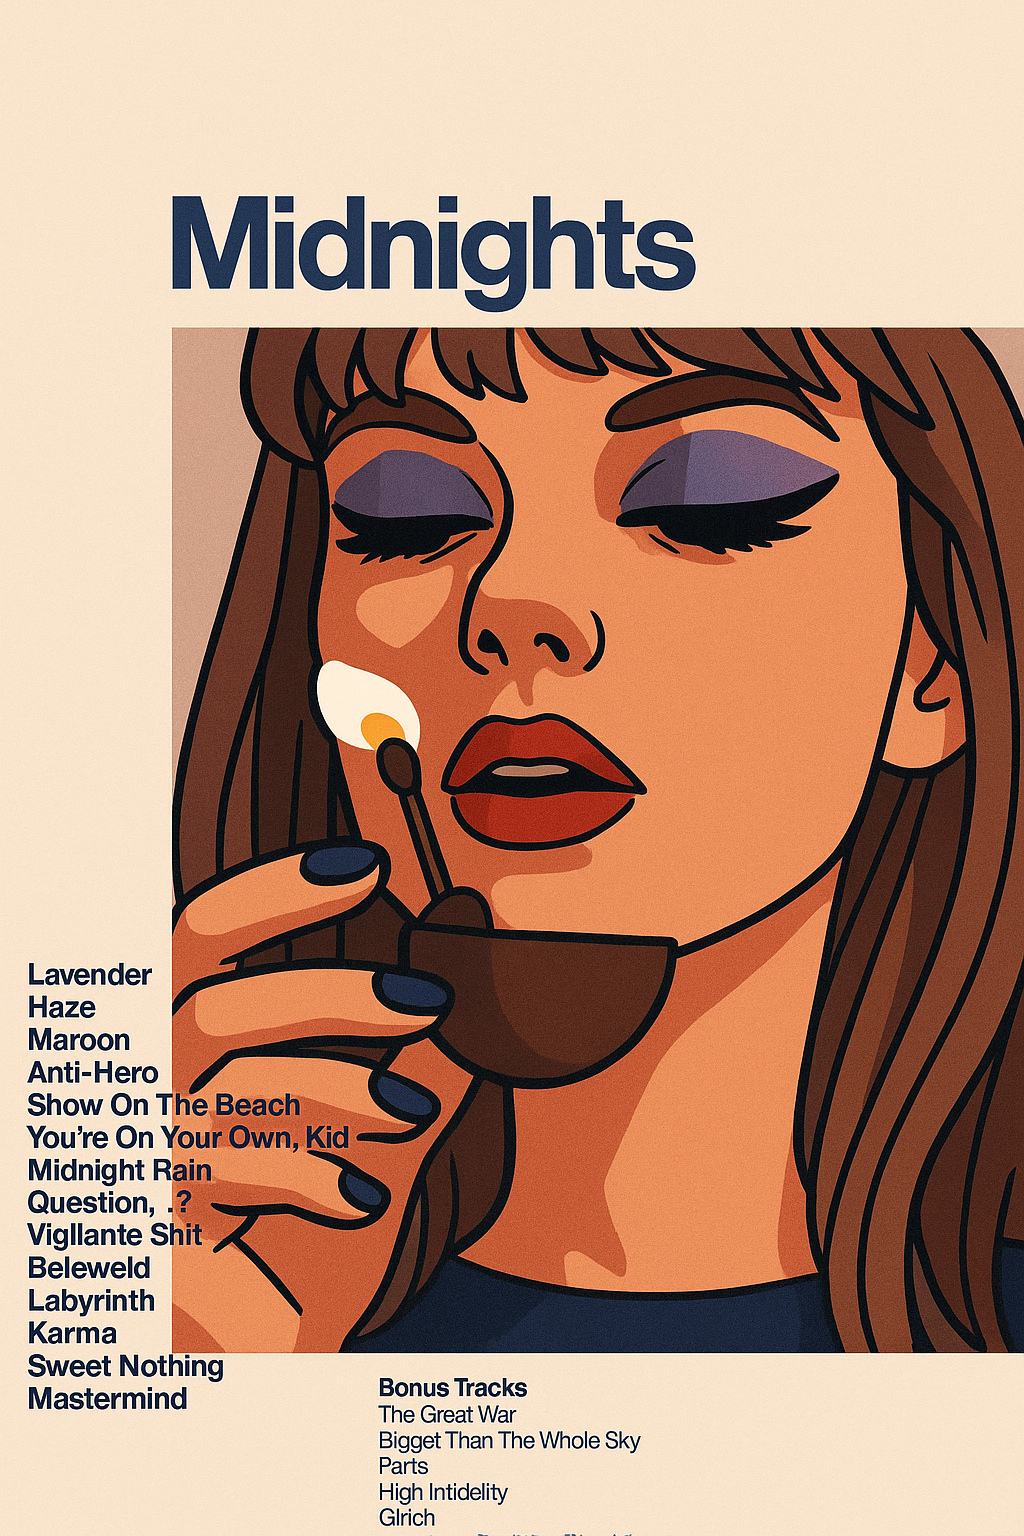 Midnights
Lavender
Haze
Maroon
Anti-Hero
Show On The Beach
You're On Your Own, Kid
Midnight Rain
Question, .?
Vigllante Shit
Beleweld
Labyrinth
Karma
Sweet Nothing
Mastermind
Bonus Tracks
The Great War
Bigget Than The Whole Sky
Parts
High Intidelity
Glrich